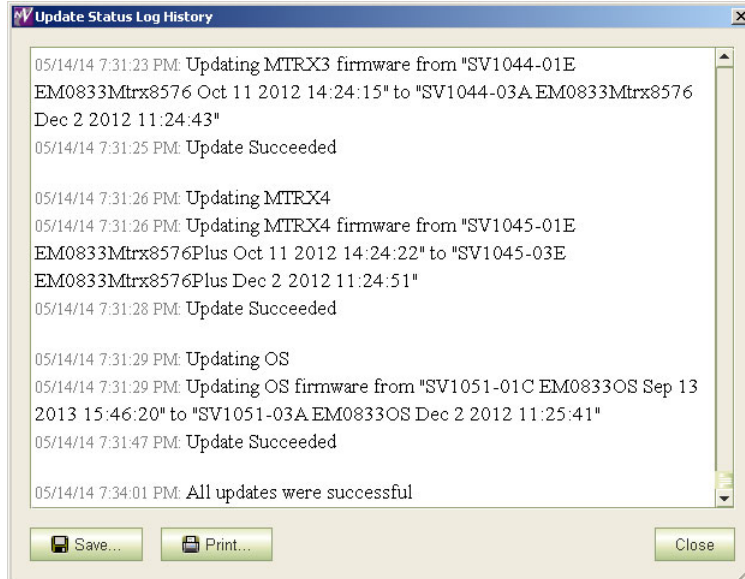 Update Status Log History
05/14/14 7:31:23 PM: Updating MTRX3 firmware from "SV1044-01E
EM0833Mtrx8576 Oct 11 2012 14:24:15" to "SV1044-03A EM0833Mtrx8576
Dec 2 2012 11:24:43"
05/14/14 7:31:25 PM: Update Succeeded
05/14/14 7:31:26 PM: Updating MTRX4
05/14/14 7:31:26 PM: Updating MTRX4 firmware from "SV1045-01E
EM0833Mtrx8576Plus Oct 11 2012 14:24:22" to "SV1045-03E
EM0833Mtrx8576Plus Dec 2 2012 11:24:51"
05/14/14 7:31:28 PM: Update Succeeded
05/14/14 7:31:29 PM: Updating OS
05/14/14 7:31:29 PM: Updating OS firmware from "SV1051-01C EM0833OS Sep 13
2013 15:46:20" to "SV1051-03A EM0833OS Dec 2 2012 11:25:41"
05/14/14 7:31:47 PM: Update Succeeded
05/14/14 7:34:01 PM: All updates were successful
Save... Print... Close